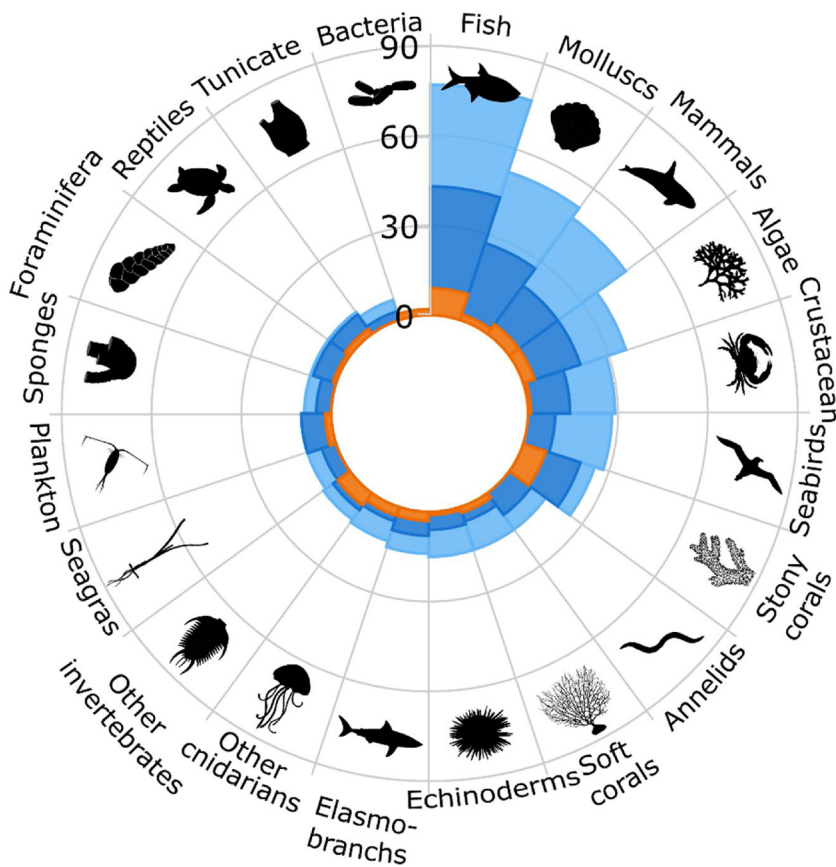 Bacteria
Fish
Molluscs
Mammals
Algae
Crustacean
Seabirds
Stony
corals
Annelids
Soft
corals
Echinoderms
Elasmo-
branchs
Other
cnidarians
Other
invertebrates
Seagras
Plankton
Sponges
Foraminifera
Reptiles
Tunicate
90
60
30
0